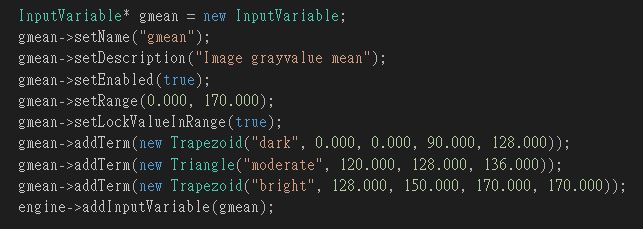 InputVariable* gmean = new InputVariable;
gmean->setName("gmean");
gmean->setDescription("Image grayvalue mean");
gmean->setEnabled(true);
gmean->setRange(0.000, 170.000);
gmean->setLockValueInRange(true);
gmean->addTerm(new Trapezoid("dark", 0.000, 0.000, 90.000, 128.000));
gmean->addTerm(new Triangle("moderate", 120.000, 128.000, 136.000));
gmean->addTerm(new Trapezoid("bright", 128.000, 150.000, 170.000, 170.000));
engine->addInputVariable(gmean);